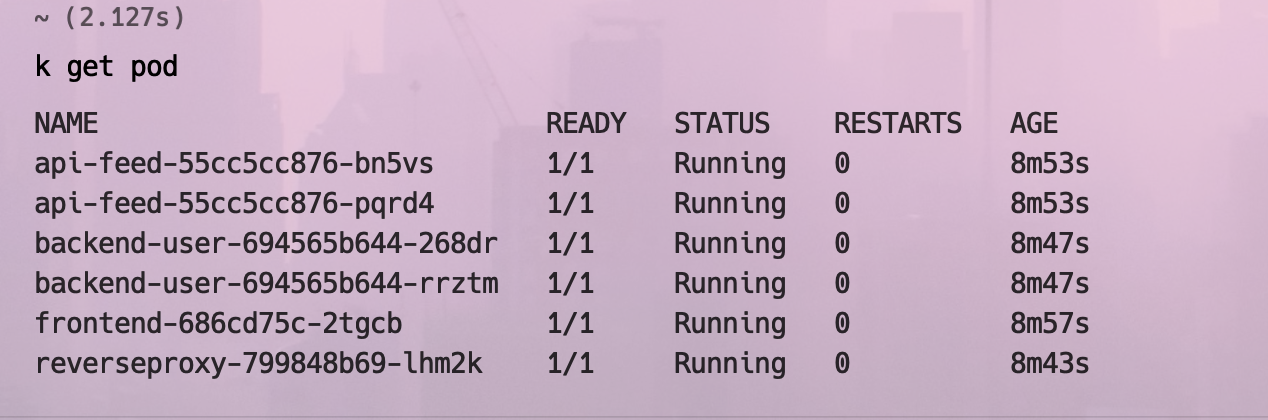 ~ (2.127s)
k get pod
NAME READY STATUS RESTARTS AGE
api-feed-55cc5cc876-bn5vs 1/1 Running 0 8m53s
api-feed-55cc5cc876-pqrd4 1/1 Running 0 8m53s
backend-user-694565b644-268dr 1/1 Running 0 8m47s
backend-user-694565b644-rrztm 1/1 Running 0 8m47s
frontend-686cd75c-2tgcb 1/1 Running 0 8m57s
reverseproxy-799848b69-lhm2k 1/1 Running 0 8m43s